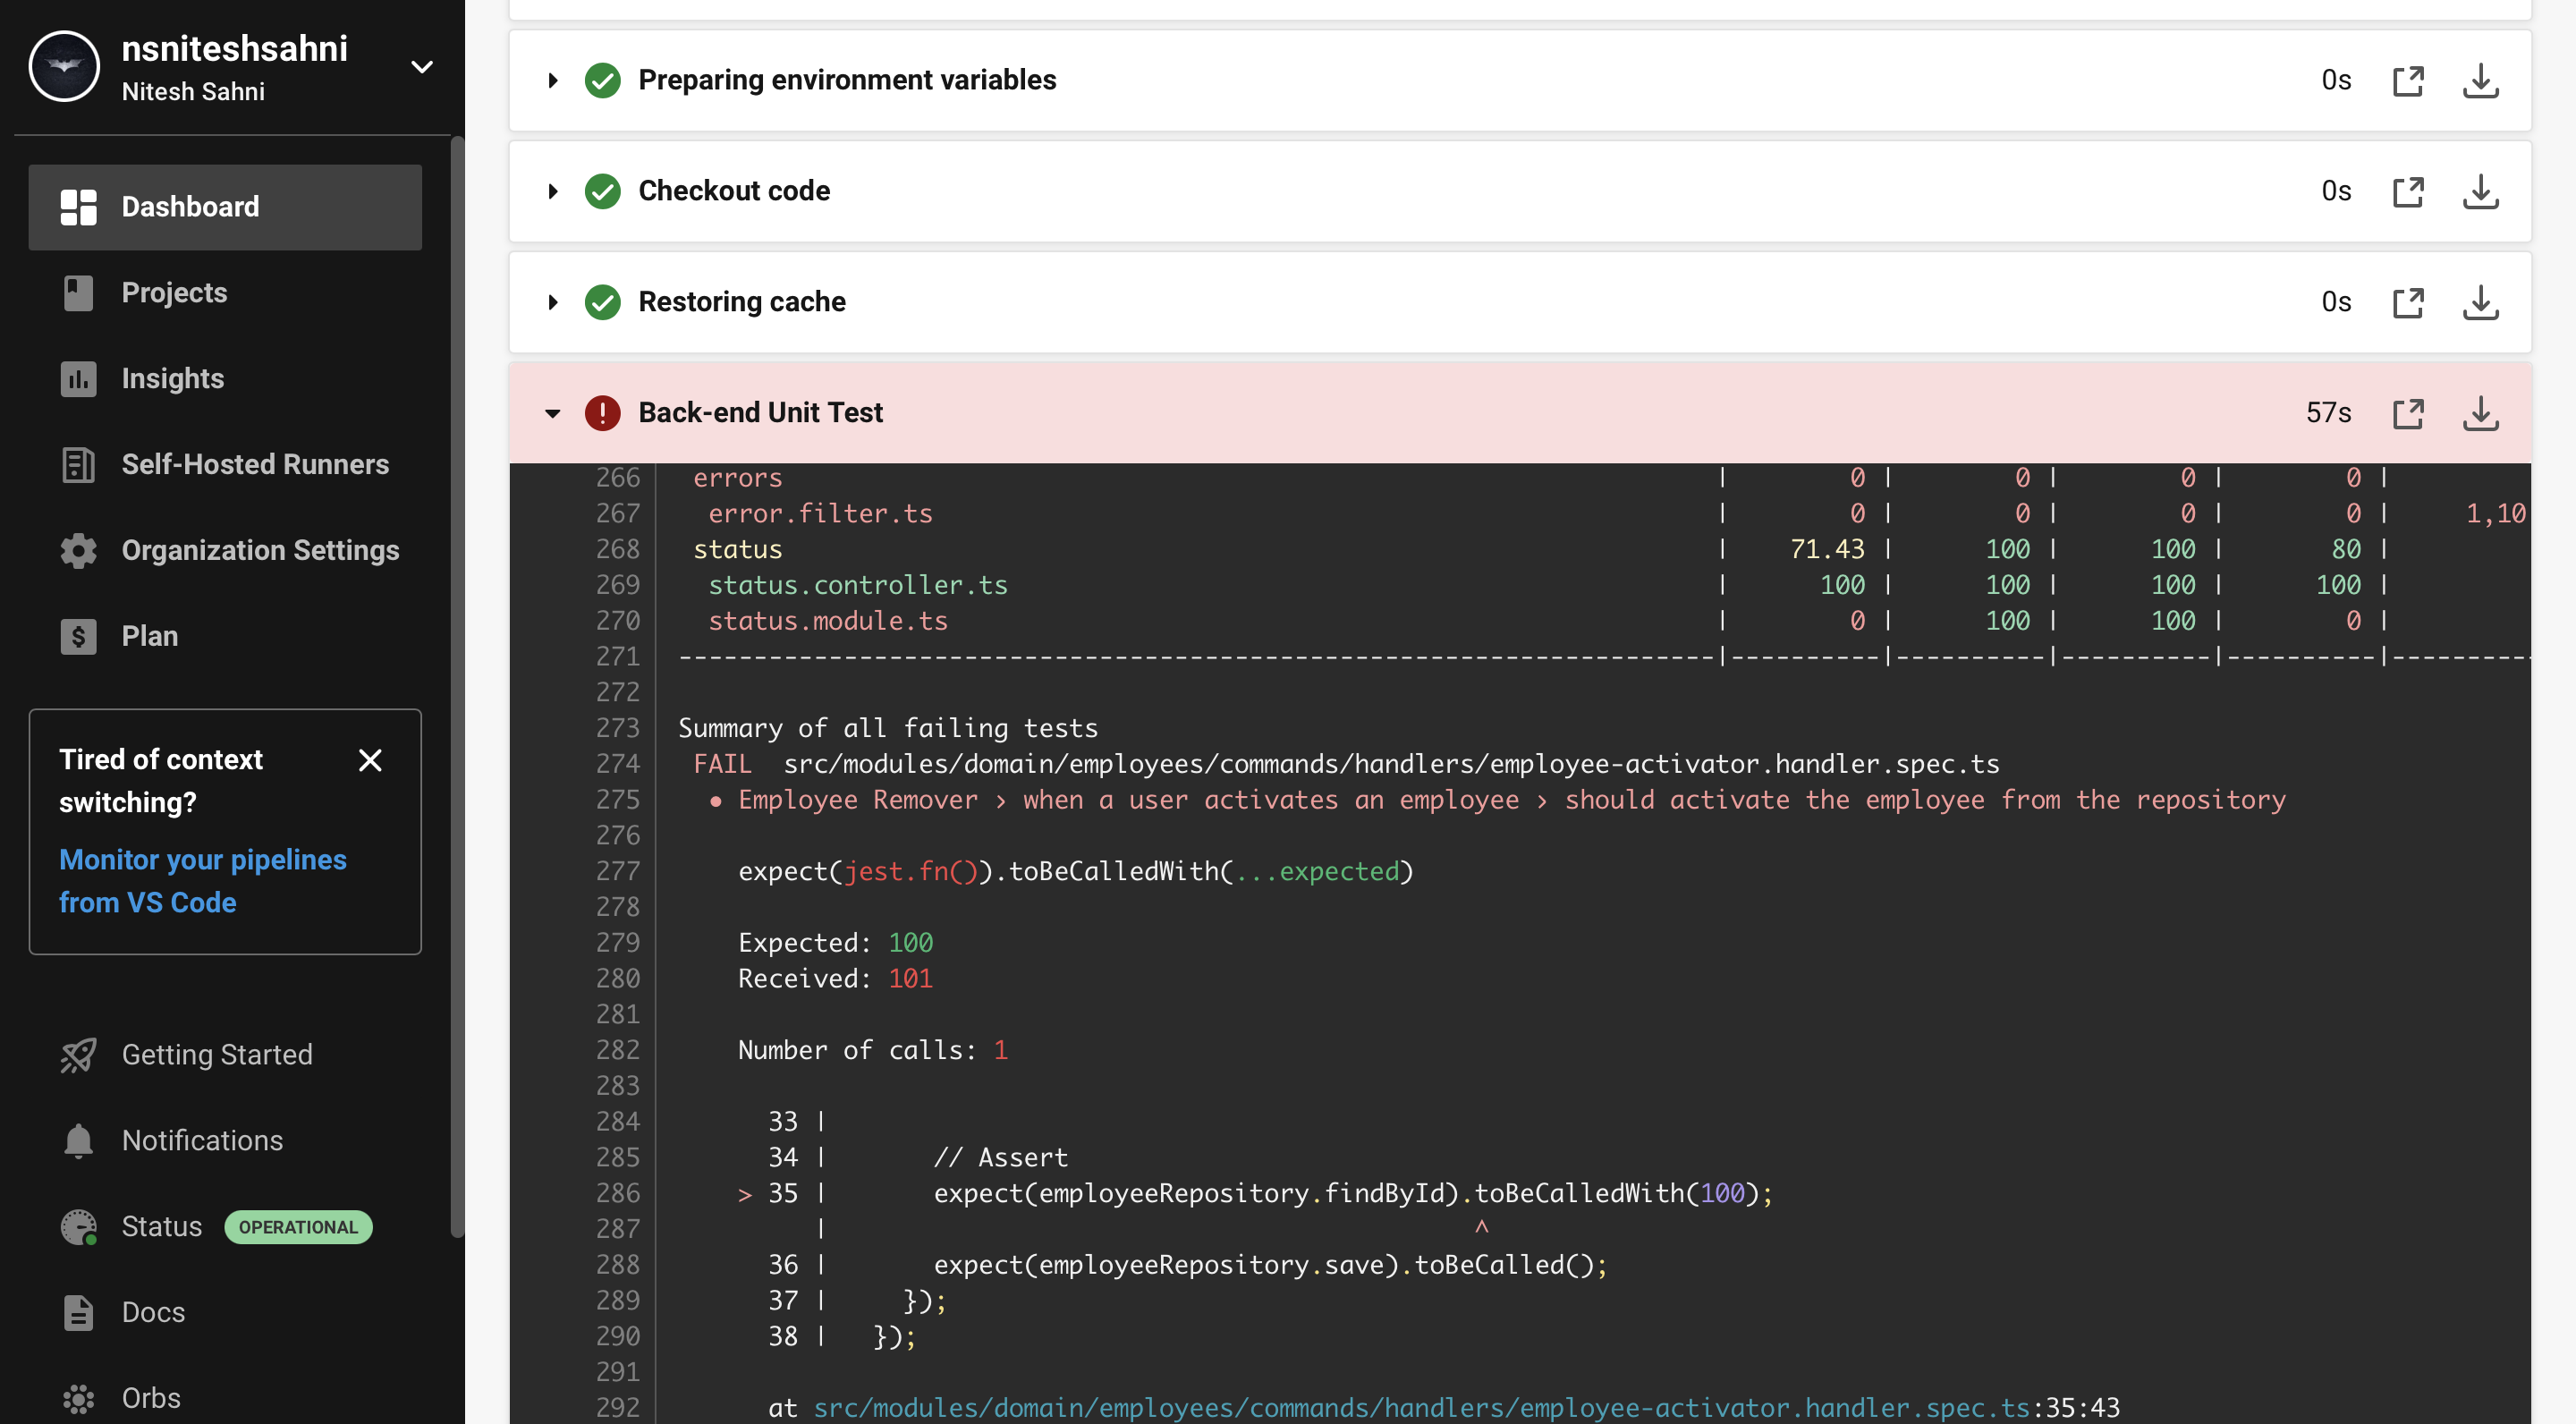 nsniteshsahni
Nitesh Sahni
Dashboard
Projects
Insights
Self-Hosted Runners
Organization Settings
Plan
Tired of context
switching?
Monitor your pipelines
from VS Code
Getting Started
Notifications
Status OPERATIONAL
Docs
Orbs
Preparing environment variables 0s
Checkout code 0s
Restoring cache 0s
Back-end Unit Test 57s
266 errors | 0 | 0 | 0 | 0 |
267 error.filter.ts | 0 | 0 | 0 | 0 | 1,10
268 status | 71.43 | 100 | 100 | 80 |
269 status.controller.ts | 100 | 100 | 100 | 100 |
270 status.module.ts | 0 | 100 | 100 | 0 |
271 ---------------------------------------------------------------------|----------|----------|----------|----------|----------
272
273 Summary of all failing tests
274 FAIL src/modules/domain/employees/commands/handlers/employee-activator.handler.spec.ts
275 ● Employee Remover › when a user activates an employee › should activate the employee from the repository
276
277 expect(jest.fn()).toBeCalledWith(...expected)
278
279 Expected: 100
280 Received: 101
281
282 Number of calls: 1
283
284 33 |
285 34 | // Assert
286 > 35 | expect(employeeRepository.findById).toBeCalledWith(100);
287 | ^
288 36 | expect(employeeRepository.save).toBeCalled();
289 37 | });
290 38 | });
291
292 at src/modules/domain/employees/commands/handlers/employee-activator.handler.spec.ts:35:43